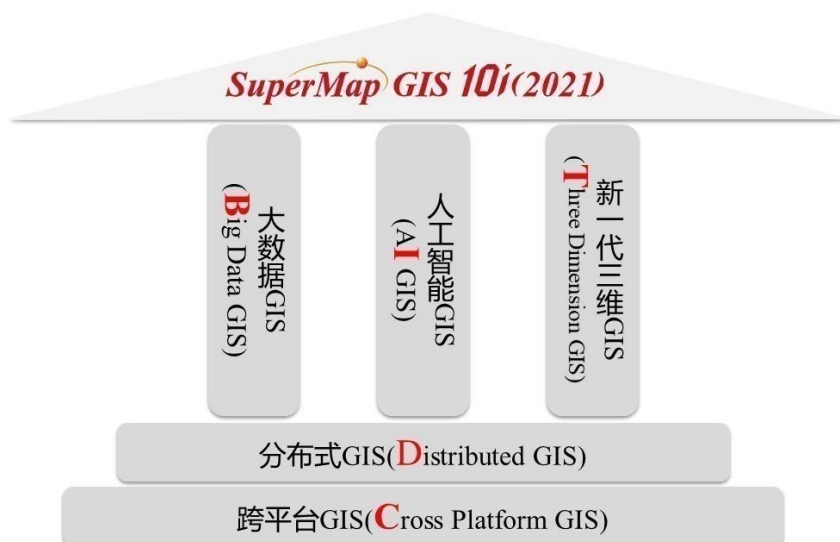 SuperMap GIS 10i(2021)
大数据GIS
(Big Data GIS)
人工智能GIS
(AI GIS)
新一代三维GIS
(Three Dimension GIS)
分布式GIS(Distributed GIS)
跨平台GIS(Cross Platform GIS)